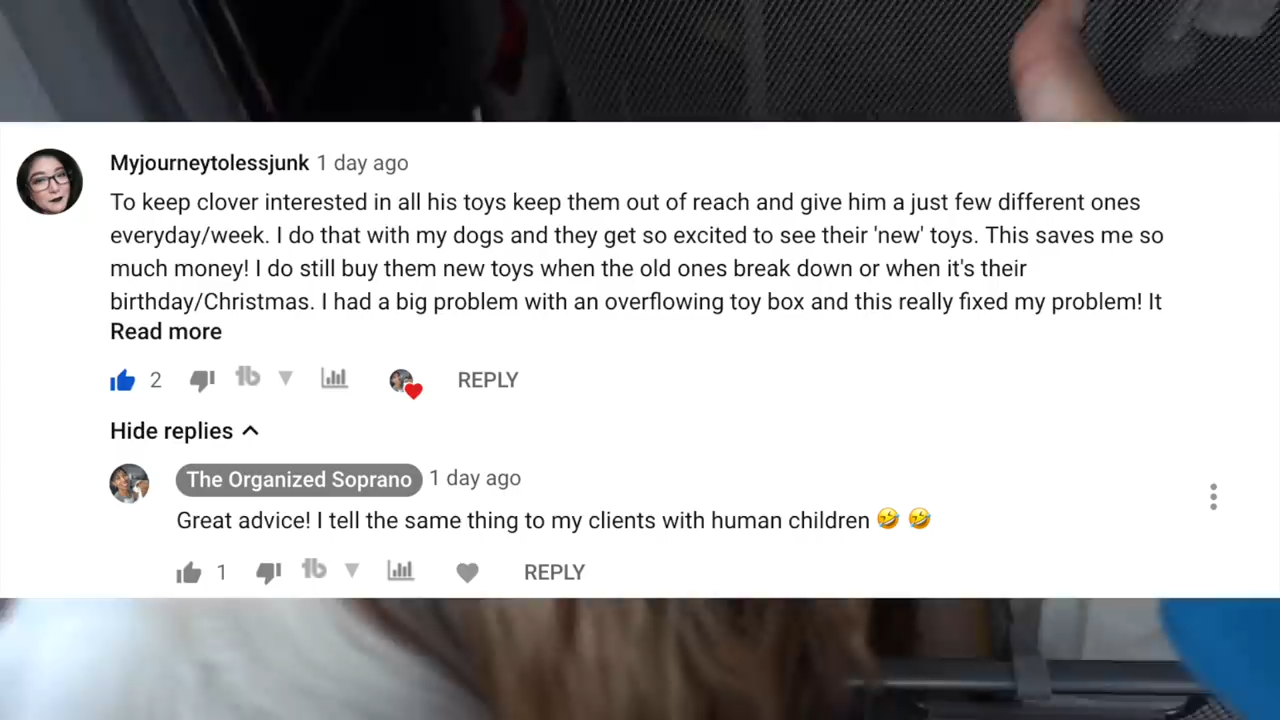 Myjourneytolessjunk 1 day ago
To keep clover interested in all his toys keep them out of reach and give him a just few different ones
everyday/week. I do that with my dogs and they get so excited to see their 'new' toys. This saves me so
much money! I do still buy them new toys when the old ones break down or when it's their
birthday/Christmas. I had a big problem with an overflowing toy box and this really fixed my problem! It
Read more
2 tb REPLY
Hide replies
The Organized Soprano 1 day ago
Great advice! I tell the same thing to my clients with human children 🤣 🤣
1 tb REPLY